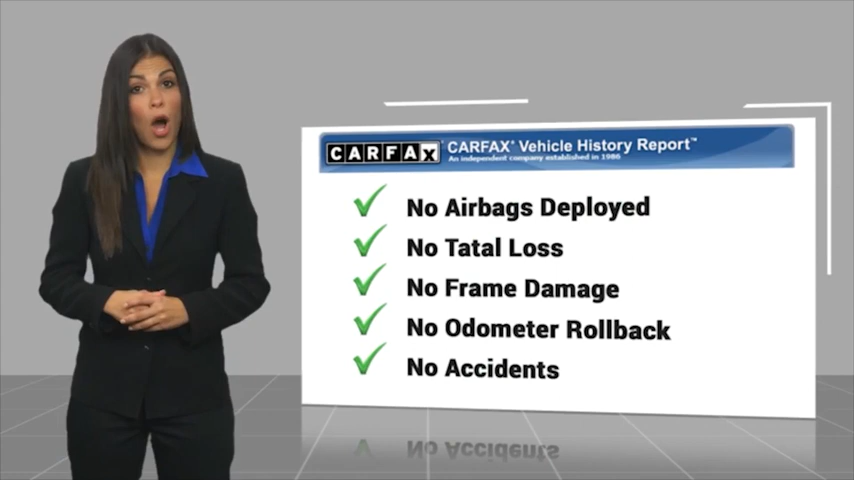 CARFAX CARFAX® Vehicle History Report™
An independent company established in 1986
No Airbags Deployed
No Tatal Loss
No Frame Damage
No Odometer Rollback
No Accidents